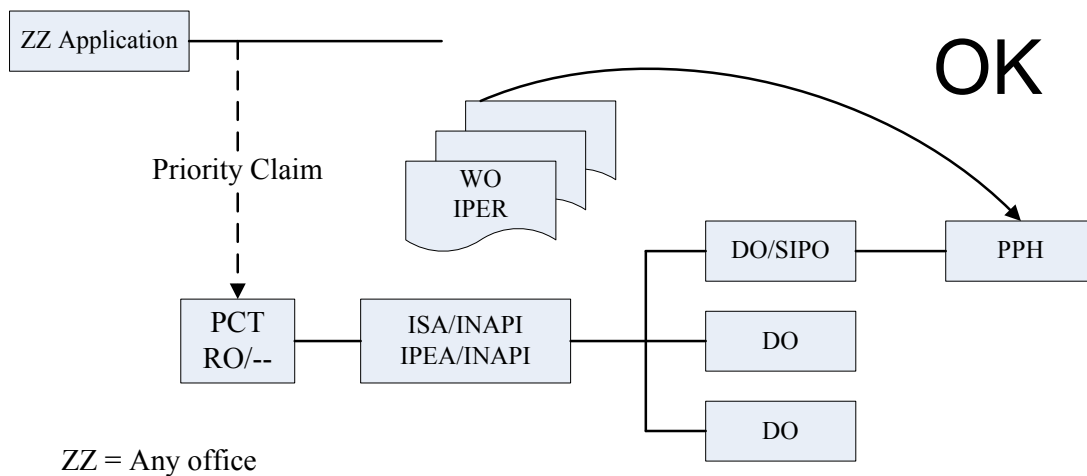 ZZ Application
OK
Priority Claim
WO
IPER
DO/SIPO
PPH
PCT
RO/--
ISA/INAPI
IPEA/INAPI
DO
DO
ZZ = Any office